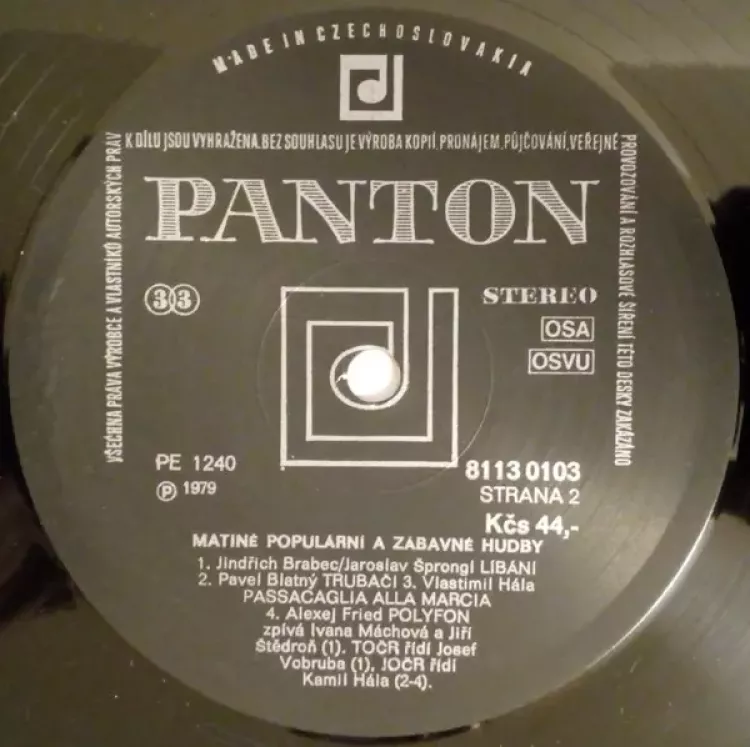 MADE IN CZECHOSLOVAKIA
VŠECHNA PRÁVA VÝROBCE A VLASTNÍKŮ AUTORSKÝCH PRÁV
K DÍLU JSOU VYHRAŽENA. BEZ SOUHLASU JE VÝROBA KOPIÍ, PRONÁJEM, PŮJČOVÁNÍ, VEŘEJNÉ
PROVOZOVÁNÍ A ROZHLASOVÉ ŠÍŘENÍ TÉTO DESKY ZAKÁZÁNO
PANTON
33
STEREO
OSA
OSVU
PE 1240
℗ 1979
8113 0103
STRANA 2
Kčs 44,-
MATINÉ POPULÁRNÍ A ZÁBAVNÉ HUDBY
1. Jindřich Brabec/Jaroslav Šprongl LÍBÁNÍ
2. Pavel Blatný TRUBAČI 3. Vlastimil Hála
PASSACAGLIA ALLA MARCIA
4. Alexej Fried POLYFON
zpívá Ivana Máchová a Jiří
Štědroň (1). TOČR řídí Josef
Vobruba (1), JOČR řídí
Kamil Hála (2-4).